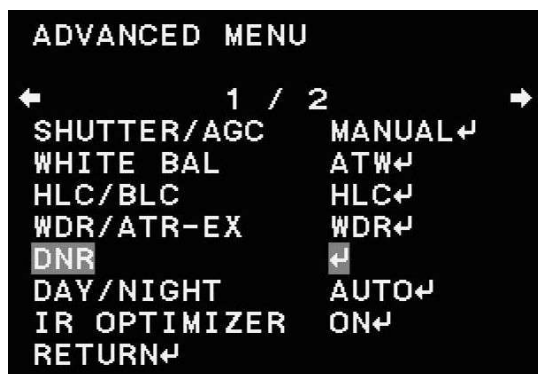 ADVANCED MENU
← 1 / 2 →
SHUTTER/AGC MANUAL↵
WHITE BAL ATW↵
HLC/BLC HLC↵
WDR/ATR-EX WDR↵
DNR ↵
DAY/NIGHT AUTO↵
IR OPTIMIZER ON↵
RETURN↵